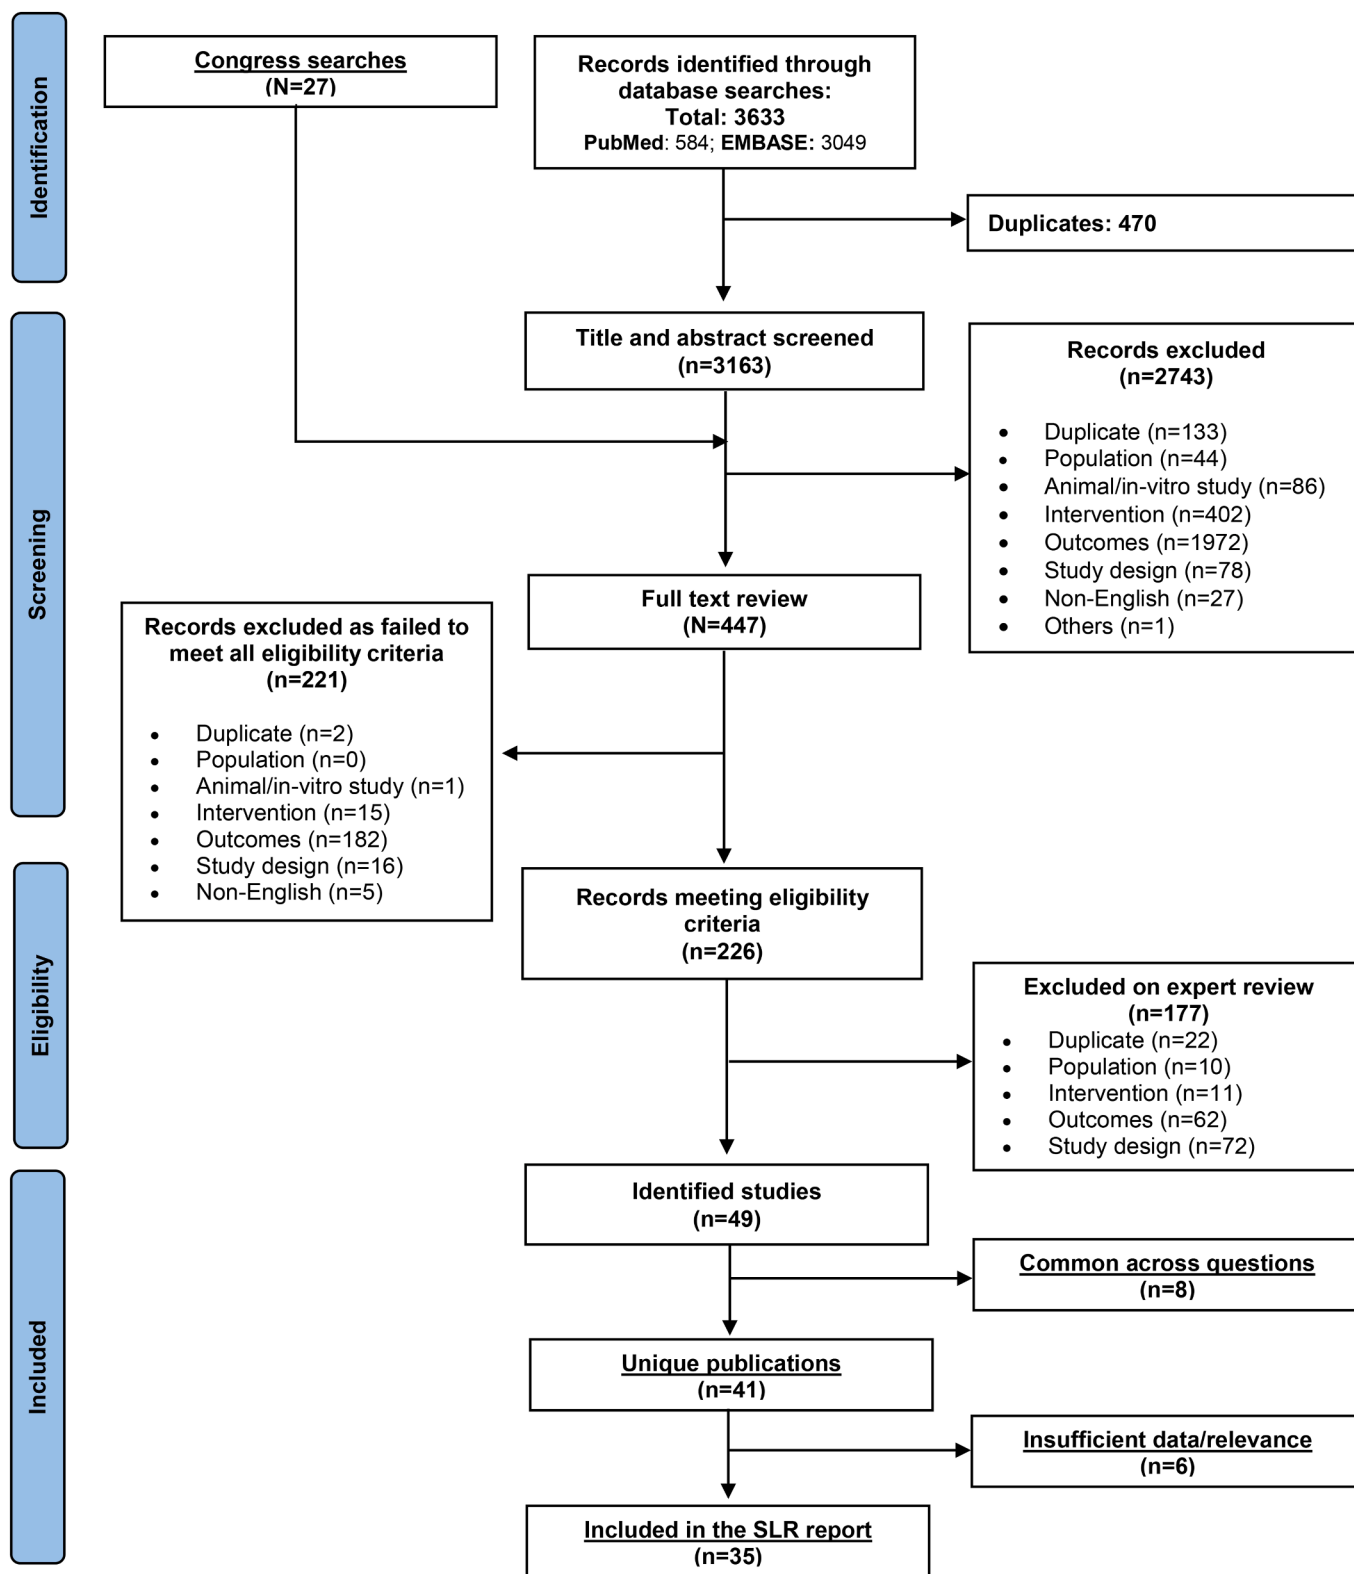 Identification
Congress searches
(N=27)
Records identified through
database searches:
Total: 3633
PubMed: 584; EMBASE: 3049
Duplicates: 470
Screening
Title and abstract screened
(n=3163)
Records excluded
(n=2743)
• Duplicate (n=133)
• Population (n=44)
• Animal/in-vitro study (n=86)
• Intervention (n=402)
• Outcomes (n=1972)
• Study design (n=78)
• Non-English (n=27)
• Others (n=1)
Full text review
(N=447)
Records excluded as failed to
meet all eligibility criteria
(n=221)
• Duplicate (n=2)
• Population (n=0)
• Animal/in-vitro study (n=1)
• Intervention (n=15)
• Outcomes (n=182)
• Study design (n=16)
• Non-English (n=5)
Eligibility
Records meeting eligibility
criteria
(n=226)
Excluded on expert review
(n=177)
• Duplicate (n=22)
• Population (n=10)
• Intervention (n=11)
• Outcomes (n=62)
• Study design (n=72)
Included
Identified studies
(n=49)
Common across questions
(n=8)
Unique publications
(n=41)
Insufficient data/relevance
(n=6)
Included in the SLR report
(n=35)